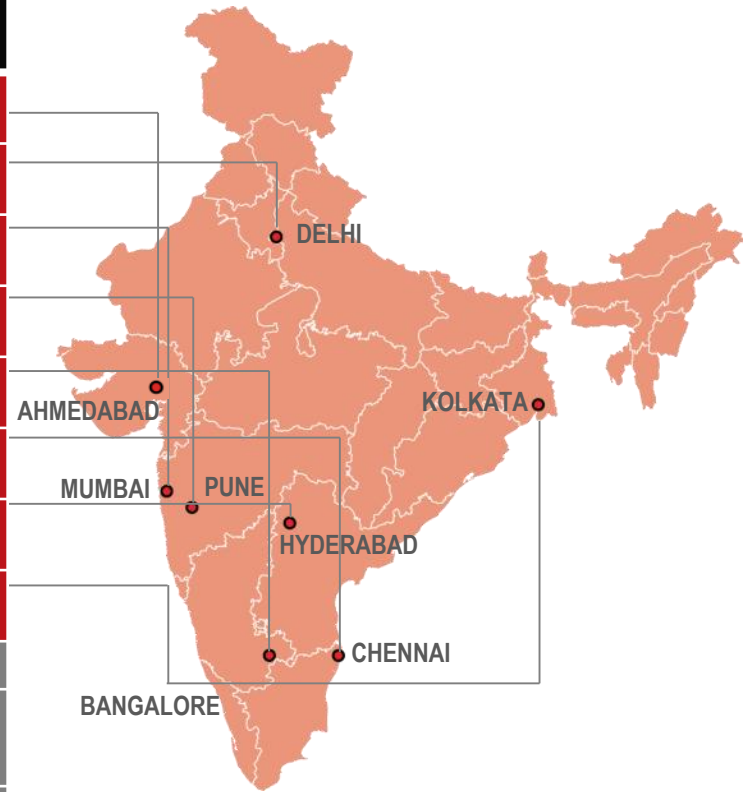 DELHI
AHMEDABAD
KOLKATA
MUMBAI
PUNE
HYDERABAD
CHENNAI
BANGALORE